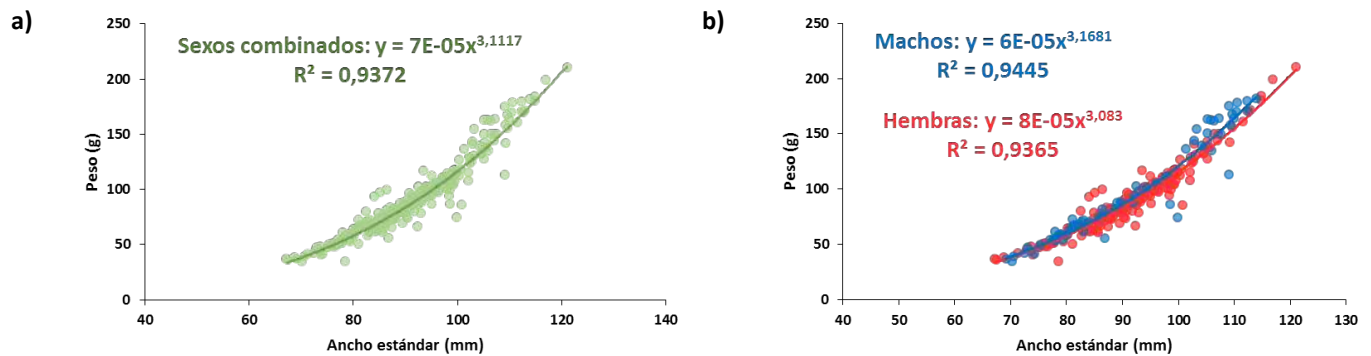 a)
Sexos combinados: y = 7E-05x^3,1117
R² = 0,9372
Peso (g)
250
200
150
100
50
0
40
60
80
100
120
140
Ancho estándar (mm)
b)
Machos: y = 6E-05x^3,1681
R² = 0,9445
Hembras: y = 8E-05x^3,083
R² = 0,9365
Peso (g)
250
200
150
100
50
0
40
50
60
70
80
90
100
110
120
130
Ancho estándar (mm)